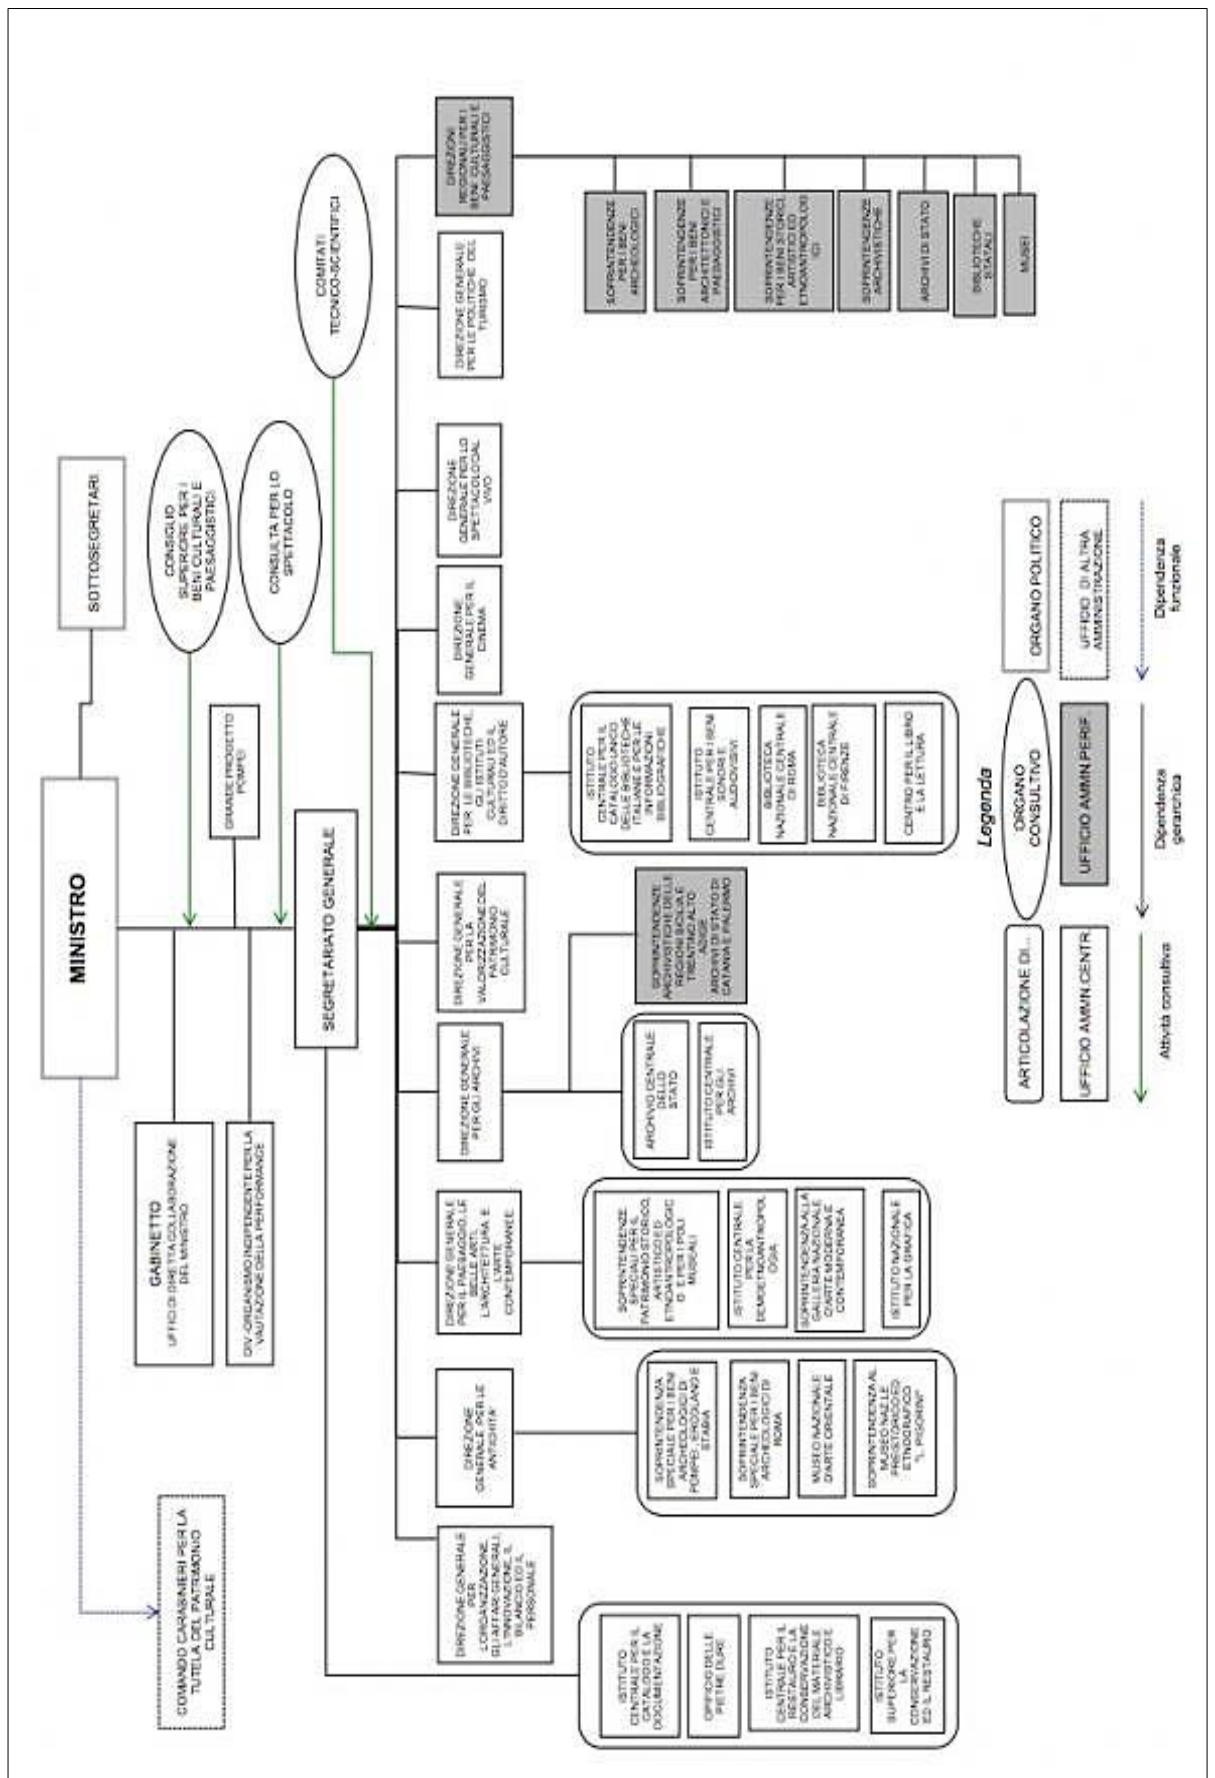 MINISTRO
SOTTOSEGRETARI
COMANDO CARABINIERI PER LA
TUTELA DEL PATRIMONIO
CULTURALE
GABINETTO
UFFICI DI DIRETTA COLLABORAZIONE
DEL MINISTRO
OIV-ORGANISMO INDIPENDENTE PER LA
VAUTAZIONE DELLA PERFORMANCE
GRANDE PROGETTO
POMPEI
CONSIGLIO
SUPERIORE PER I
BENI CULTURALI E
PAESAGGISTICI
CONSULTA PER LO
SPETTACOLO
COMITATI
TECNICO-SCIENTIFICI
SEGRETARIATO GENERALE
DIREZIONE GENERALE
PER
L'ORGANIZZAZIONE,
GLI AFFARI GENERALI,
L'INNOVAZIONE, IL
BILANCIO ED IL
PERSONALE
DIREZIONE
GENERALE PER LE
ANTICHITA'
DIREZIONE GENERALE
PER IL PAESAGGIO, LE
BELLE ARTI,
L'ARCHITETTURA E
L'ARTE
CONTEMPORANEE
DIREZIONE GENERALE
PER GLI ARCHIVI
DIREZIONE GENERALE
PER LA
VALORIZZAZIONE DEL
PATRIMONIO
CULTURALE
DIREZIONE GENERALE
PER LE BIBLIOTECHE,
GLI ISTITUTI
CULTURALI ED IL
DIRITTO D'AUTORE
DIREZIONE
GENERALE PER IL
CINEMA
DIREZIONE
GENERALE PER LO
SPETTACOLO DAL
VIVO
DIREZIONE GENERALE
PER LE POLITICHE DEL
TURISMO
DIREZIONI
REGIONALI PER I
BENI CULTURALI E
PAESAGGISTICI
ISTITUTO
CENTRALE PER IL
CATALOGO E LA
DOCUMENTAZIONE
OPIFICIO DELLE
PIETRE DURE
ISTITUTO
CENTRALE PER IL
RESTAURO E LA
CONSERVAZIONE
DEL MATERIALE
ARCHIVISTICO E
LIBRARIO
ISTITUTO
SUPERIORE PER
LA
CONSERVAZIONE
ED IL RESTAURO
SOPRINTENDENZA
SPECIALE PER I BENI
ARCHEOLOGICI DI
POMPEI, ERCOLANO E
STABIA
SOPRINTENDENZA
SPECIALE PER I BENI
ARCHEOLOGICI DI
ROMA
MUSEO NAZIONALE
D'ARTE ORIENTALE
SOPRINTENDENZA AL
MUSEO NAZ.LE
PREISTORICO ED
ETNOGRAFICO
"L. PIGORINI"
SOPRINTENDENZE
SPECIALI PER IL
PATRIMONIO STORICO,
ARTISTICO ED
ETNOANTROPOLOGIC
O E PER I POLI
MUSEALI
ISTITUTO CENTRALE
PER LA
DEMOETNOANTROPOL
OGIA
SOPRINTENDENZA ALLA
GALLERIA NAZIONALE
D'ARTE MODERNA E
CONTEMPORANEA
ISTITUTO NAZIONALE
PER LA GRAFICA
ARCHIVIO CENTRALE
DELLO
STATO
ISTITUTO CENTRALE
PER GLI
ARCHIVI
SOPRINTENDENZE
ARCHIVISTICHE DELLE
REGIONI SICILIA E
TRENTINO ALTO
ADIGE
ARCHIVI DI STATO DI
CATANIA E PALERMO
ISTITUTO
CENTRALE PER IL
CATALOGO UNICO
DELLE BIBLIOTECHE
ITALIANE E PER LE
INFORMAZIONI
BIBLIOGRAFICHE
ISTITUTO
CENTRALE PER I BENI
SONORI E
AUDIOVISIVI
BIBLIOTECA
NAZIONALE CENTRALE
DI ROMA
BIBLIOTECA
NAZIONALE CENTRALE
DI FIRENZE
CENTRO PER IL LIBRO
E LA LETTURA
SOPRINTENDENZE
PER I BENI
ARCHEOLOGICI
SOPRINTENDENZE
PER I BENI
ARCHITETTONICI E
PAESAGGISTICI
SOPRINTENDENZE
PER I BENI STORICI,
ARTISTICI ED
ETNOANTROPOLOG
ICI
SOPRINTENDENZE
ARCHIVISTICHE
ARCHIVI DI STATO
BIBLIOTECHE
STATALI
MUSEI
Legenda
ARTICOLAZIONE DI...
ORGANO
CONSULTIVO
ORGANO POLITICO
UFFICIO AMMN.CENTR.
UFFICIO AMMN.PERIF.
UFFICIO DI ALTRA
AMMINISTRAZIONE
Attività consultiva
Dipendenza
gerarchica
Dipendenza
funzionale